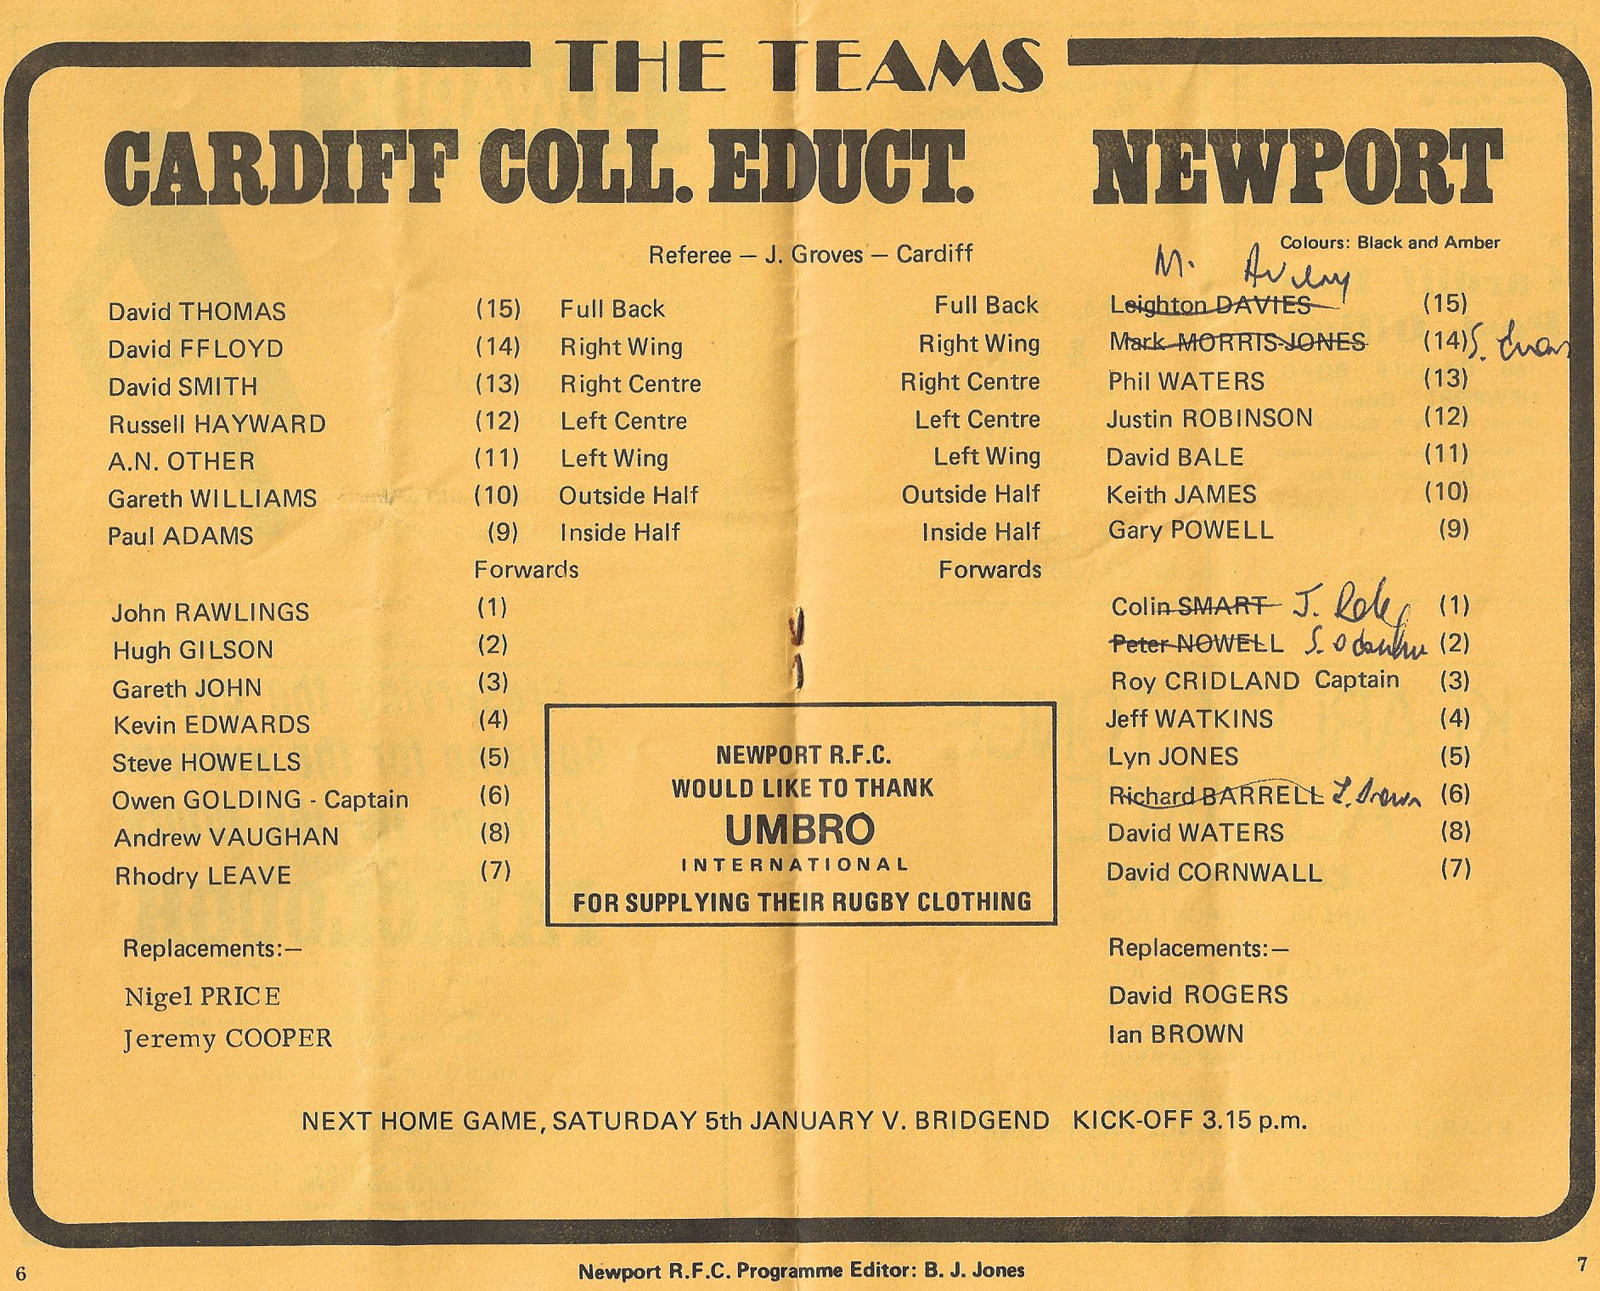 THE TEAMS
CARDIFF COLL. EDUCT. NEWPORT
Colours: Black and Amber
Referee — J. Groves — Cardiff
M. Avery
David THOMAS (15) Full Back Full Back Leighton DAVIES (15)
David FFLOYD (14) Right Wing Right Wing Mark MORRIS-JONES (14) S. Evans
David SMITH (13) Right Centre Right Centre Phil WATERS (13)
Russell HAYWARD (12) Left Centre Left Centre Justin ROBINSON (12)
A.N. OTHER (11) Left Wing Left Wing David BALE (11)
Gareth WILLIAMS (10) Outside Half Outside Half Keith JAMES (10)
Paul ADAMS (9) Inside Half Inside Half Gary POWELL (9)
Forwards Forwards
John RAWLINGS (1) Colin SMART J. (1)
Hugh GILSON (2) Peter NOWELL S. (2)
Gareth JOHN (3) Roy CRIDLAND Captain (3)
Kevin EDWARDS (4) Jeff WATKINS (4)
Steve HOWELLS (5) Lyn JONES (5)
Owen GOLDING - Captain (6) Richard BARRELL (6)
Andrew VAUGHAN (8) David WATERS (8)
Rhodry LEAVE (7) David CORNWALL (7)
NEWPORT R.F.C.
WOULD LIKE TO THANK
UMBRO
INTERNATIONAL
FOR SUPPLYING THEIR RUGBY CLOTHING
Replacements:— Replacements:—
Nigel PRICE David ROGERS
Jeremy COOPER Ian BROWN
NEXT HOME GAME, SATURDAY 5th JANUARY V. BRIDGEND KICK-OFF 3.15 p.m.
6 Newport R.F.C. Programme Editor: B. J. Jones 7